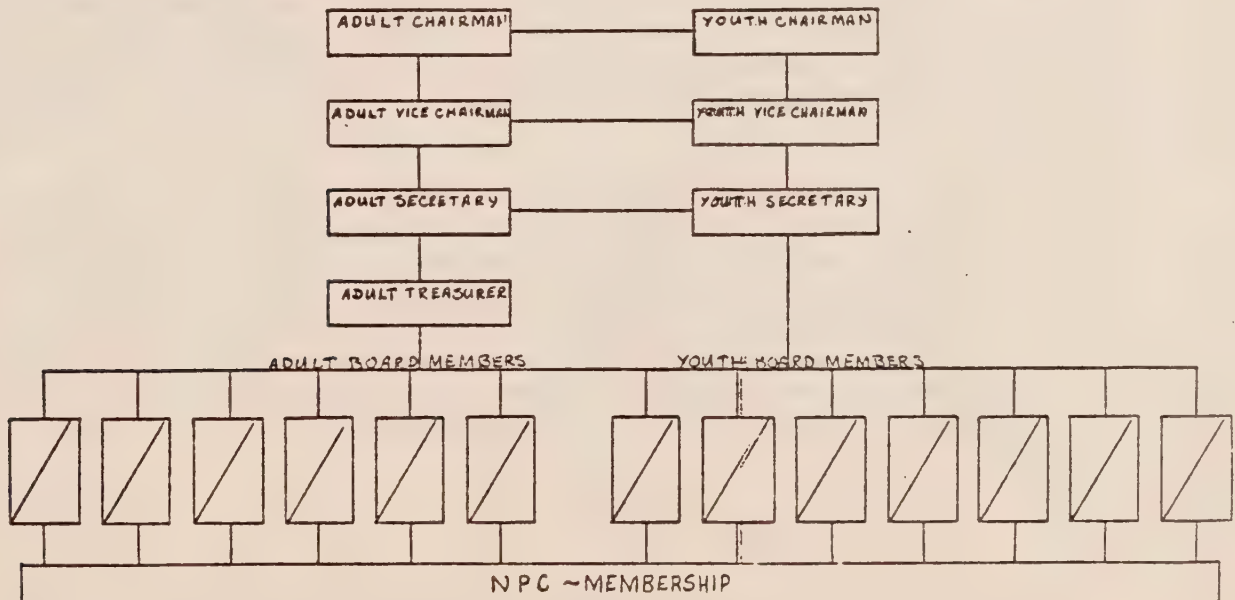 ADULT CHAIRMAN
YOUTH CHAIRMAN
ADULT VICE CHAIRMAN
YOUTH VICE CHAIRMAN
ADULT SECRETARY
YOUTH SECRETARY
ADULT TREASURER
ADULT BOARD MEMBERS
YOUTH BOARD MEMBERS
NPC ~MEMBERSHIP